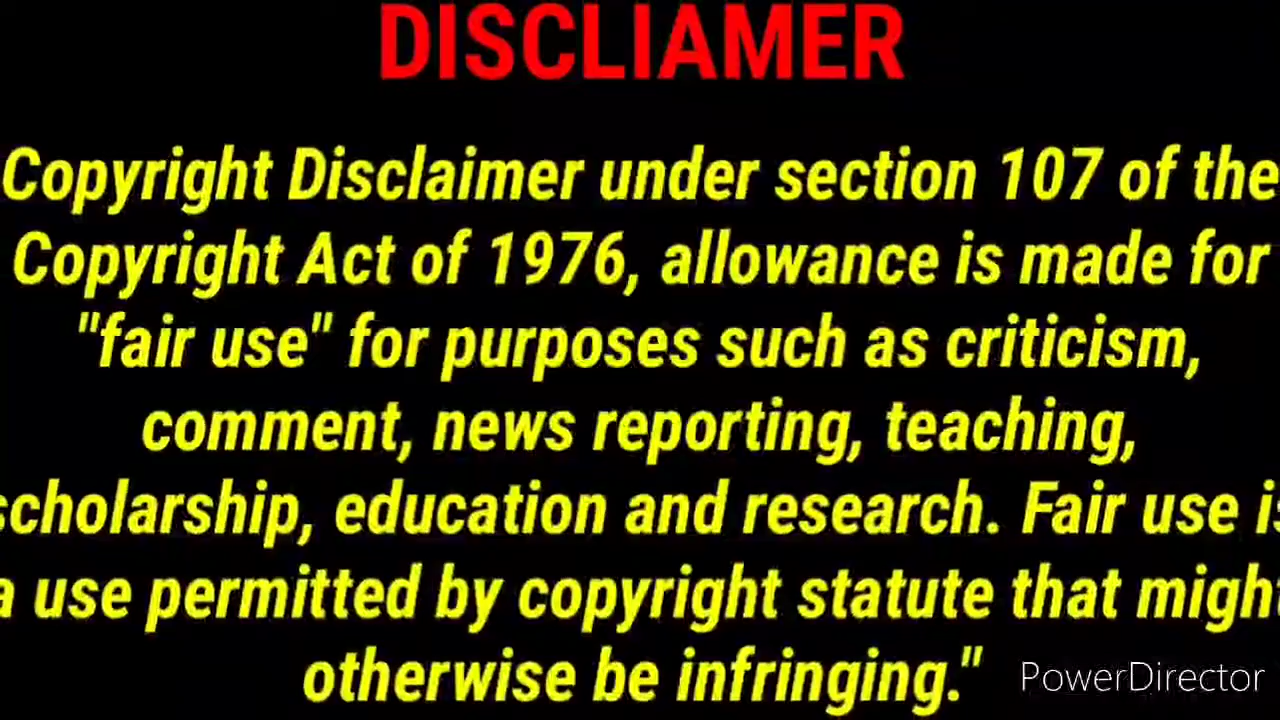 DISCLIAMER
Copyright Disclaimer under section 107 of the
Copyright Act of 1976, allowance is made for
"fair use" for purposes such as criticism,
comment, news reporting, teaching,
scholarship, education and research. Fair use is
a use permitted by copyright statute that might
otherwise be infringing."
PowerDirector